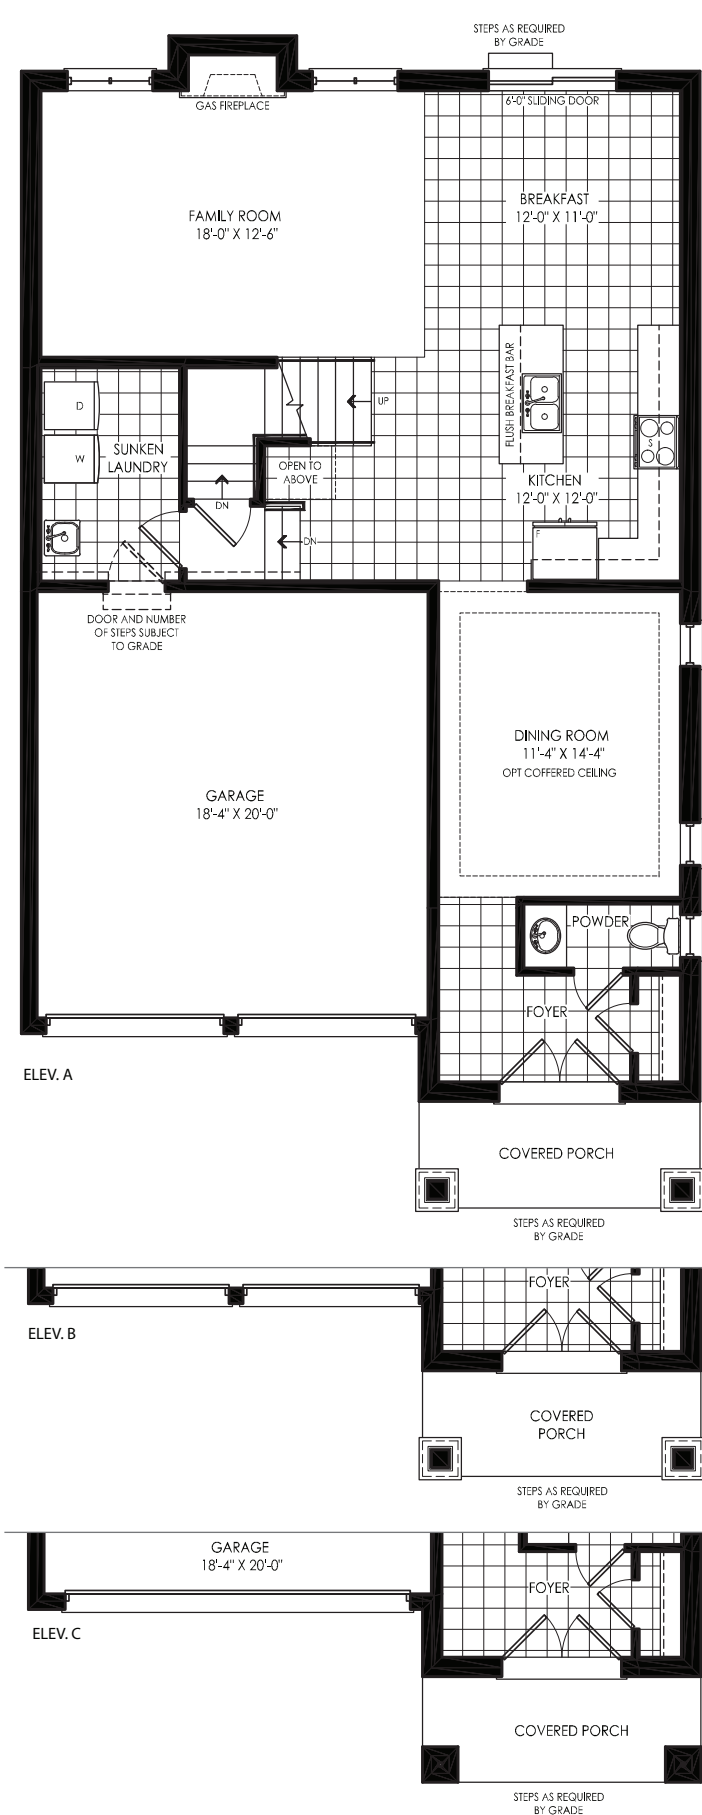 STEPS AS REQUIRED
BY GRADE
GAS FIREPLACE
6'-0" SLIDING DOOR
FAMILY ROOM
18'-0" X 12'-6"
BREAKFAST
12'-0" X 11'-0"
FLUSH BREAKFAST BAR
UP
D
W
SUNKEN
LAUNDRY
OPEN TO
ABOVE
S
KITCHEN
12'-0" X 12'-0"
DN
F
DN
DOOR AND NUMBER
OF STEPS SUBJECT
TO GRADE
DINING ROOM
11'-4" X 14'-4"
OPT COFFERED CEILING
GARAGE
18'-4" X 20'-0"
POWDER
FOYER
ELEV. A
COVERED PORCH
STEPS AS REQUIRED
BY GRADE
FOYER
ELEV. B
COVERED
PORCH
STEPS AS REQUIRED
BY GRADE
GARAGE
18'-4" X 20'-0"
FOYER
ELEV. C
COVERED PORCH
STEPS AS REQUIRED
BY GRADE